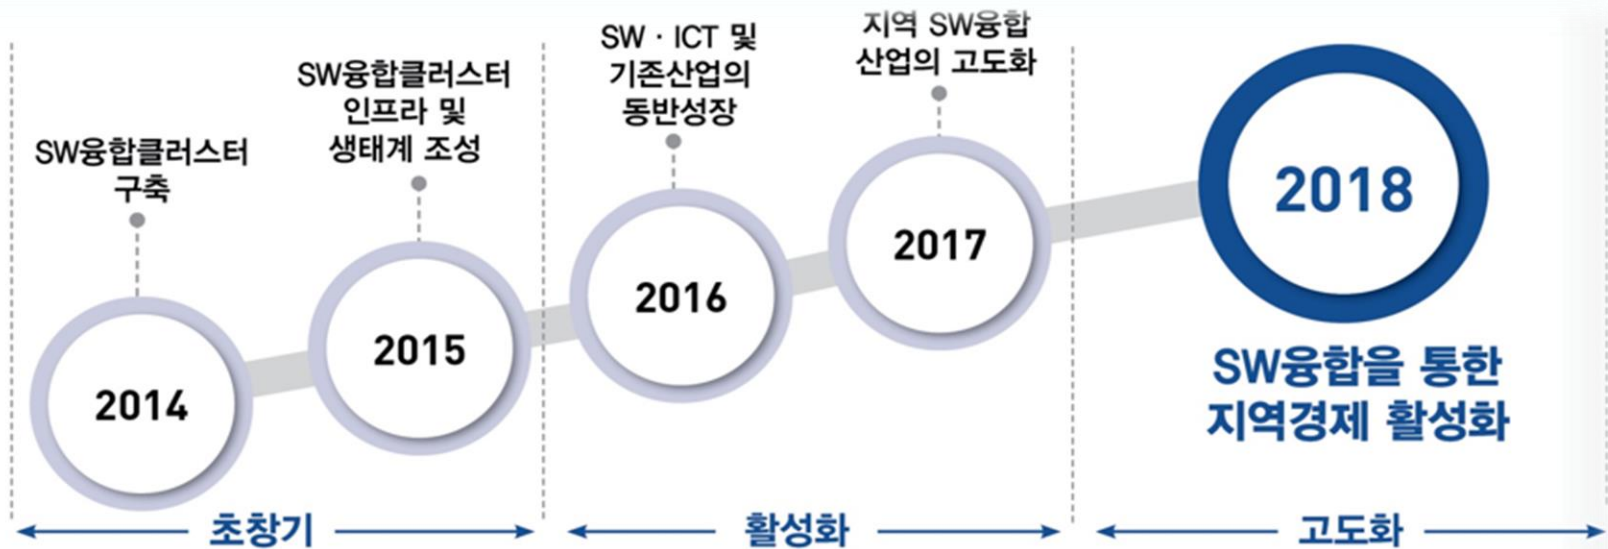 SW융합클러스터
구축
2014
SW융합클러스터
인프라 및
생태계 조성
2015
SW · ICT 및
기존산업의
동반성장
2016
지역 SW융합
산업의 고도화
2017
2018
SW융합을 통한
지역경제 활성화
초창기
활성화
고도화